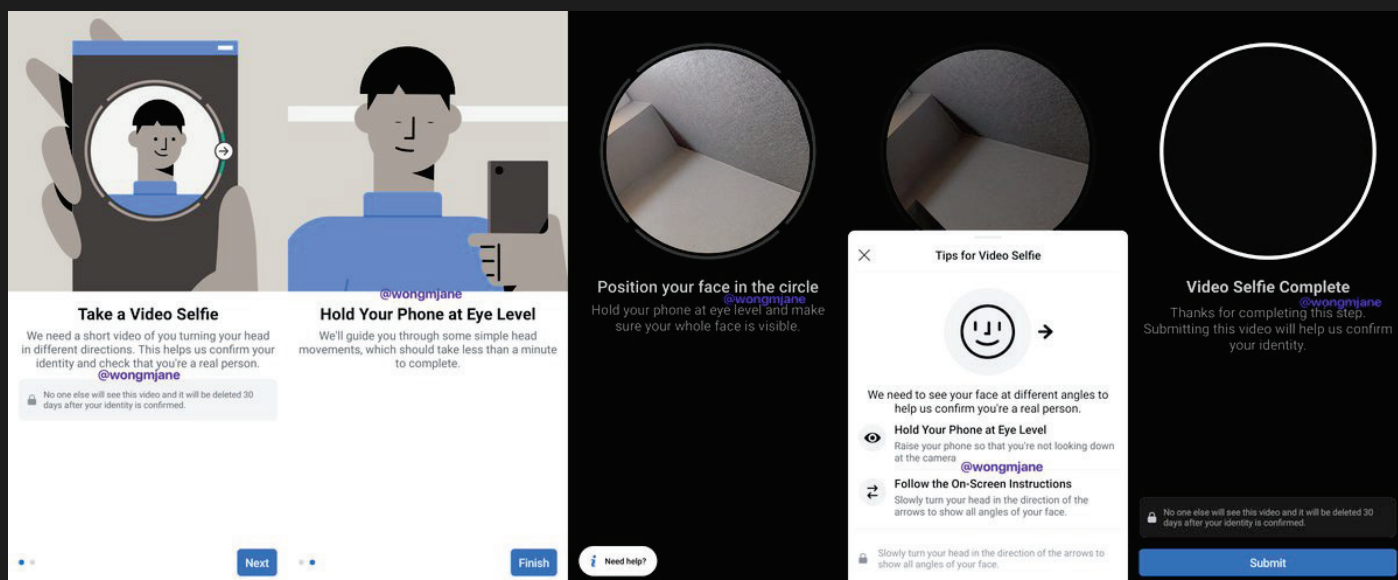 @wongmjane
Take a Video Selfie
We need a short video of you turning your head
in different directions. This helps us confirm your
identity and check that you're a real person.
@wongmjane
No one else will see this video and it will be deleted 30
days after your identity is confirmed.
Next
Hold Your Phone at Eye Level
We'll guide you through some simple head
movements, which should take less than a minute
to complete.
Finish
Position your face in the circle
@wongmjane
Hold your phone at eye level and make
sure your whole face is visible.
i Need help?
Tips for Video Selfie
We need to see your face at different angles to
help us confirm you're a real person.
Hold Your Phone at Eye Level
Raise your phone so that you're not looking down
at the camera
@wongmjane
Follow the On-Screen Instructions
Slowly turn your head in the direction of the
arrows to show all angles of your face.
Slowly turn your head in the direction of the arrows to
show all angles of your face.
Video Selfie Complete
@wongmjane
Thanks for completing this step.
Submitting this video will help us confirm
your identity.
No one else will see this video and it will be deleted 30
days after your identity is confirmed.
Submit